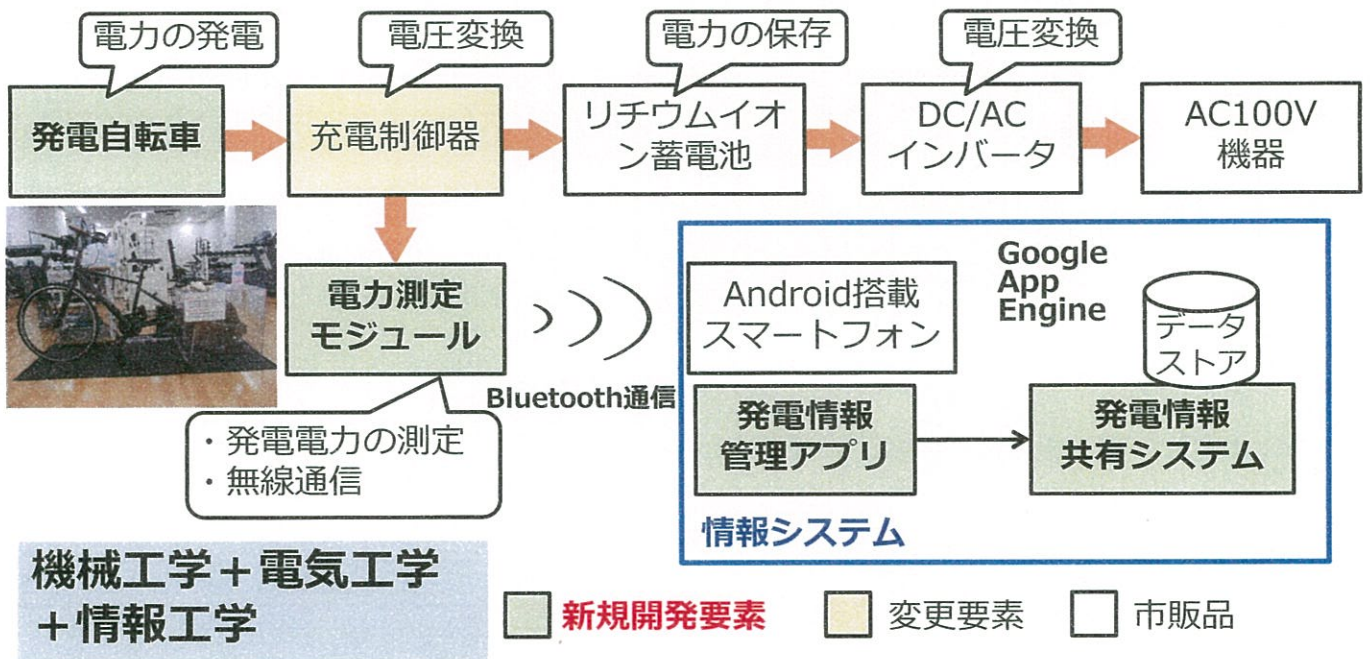 電力の発電
電圧変換
電力の保存
電圧変換
発電自転車
充電制御器
リチウムイオ
ン蓄電池
DC/AC
インバータ
AC100V
機器
電力測定
モジュール
Bluetooth通信
・発電電力の測定
・無線通信
Android搭載
スマートフォン
Google
App
Engine
データ
ストア
発電情報
管理アプリ
発電情報
共有システム
情報システム
機械工学＋電気工学
＋情報工学
新規開発要素
変更要素
市販品